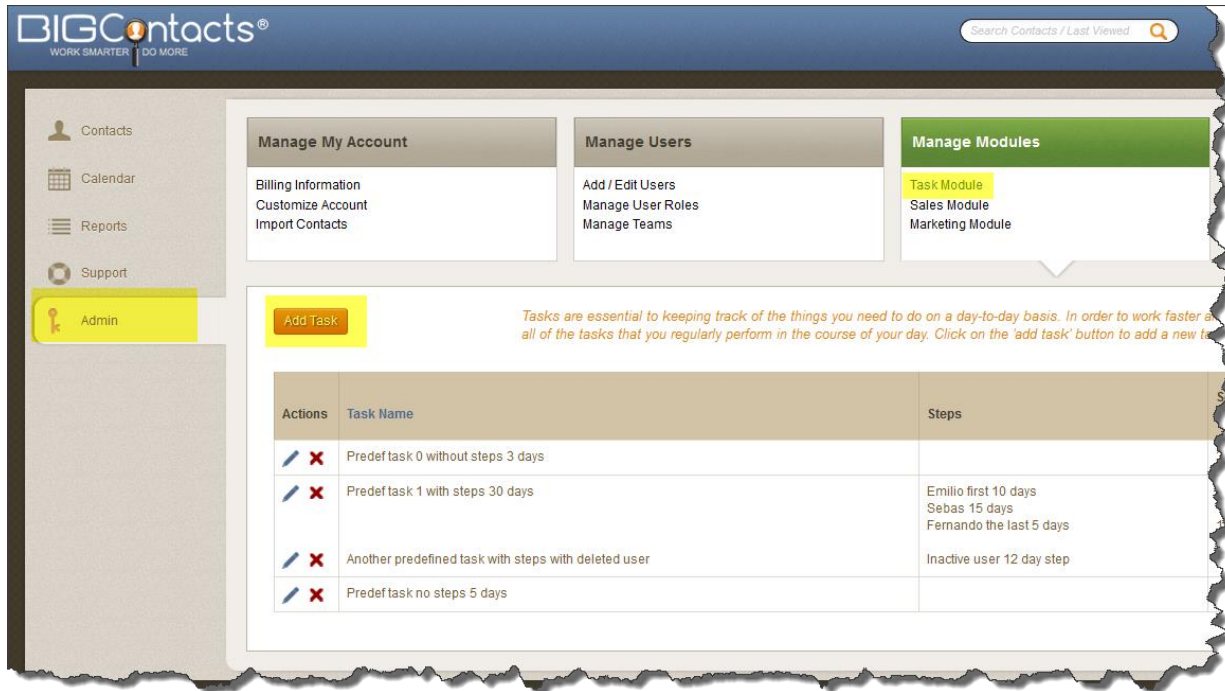 BIGContacts®
WORK SMARTER DO MORE
Search Contacts / Last Viewed
Contacts
Calendar
Reports
Support
Admin
Manage My Account
Billing Information
Customize Account
Import Contacts
Manage Users
Add / Edit Users
Manage User Roles
Manage Teams
Manage Modules
Task Module
Sales Module
Marketing Module
Add Task
Tasks are essential to keeping track of the things you need to do on a day-to-day basis. In order to work faster
all of the tasks that you regularly perform in the course of your day. Click on the 'add task' button to add a new
Actions Task Name Steps
Predef task 0 without steps 3 days
Predef task 1 with steps 30 days
Emilio first 10 days
Sebas 15 days
Fernando the last 5 days
Another predefined task with steps with deleted user Inactive user 12 day step
Predef task no steps 5 days